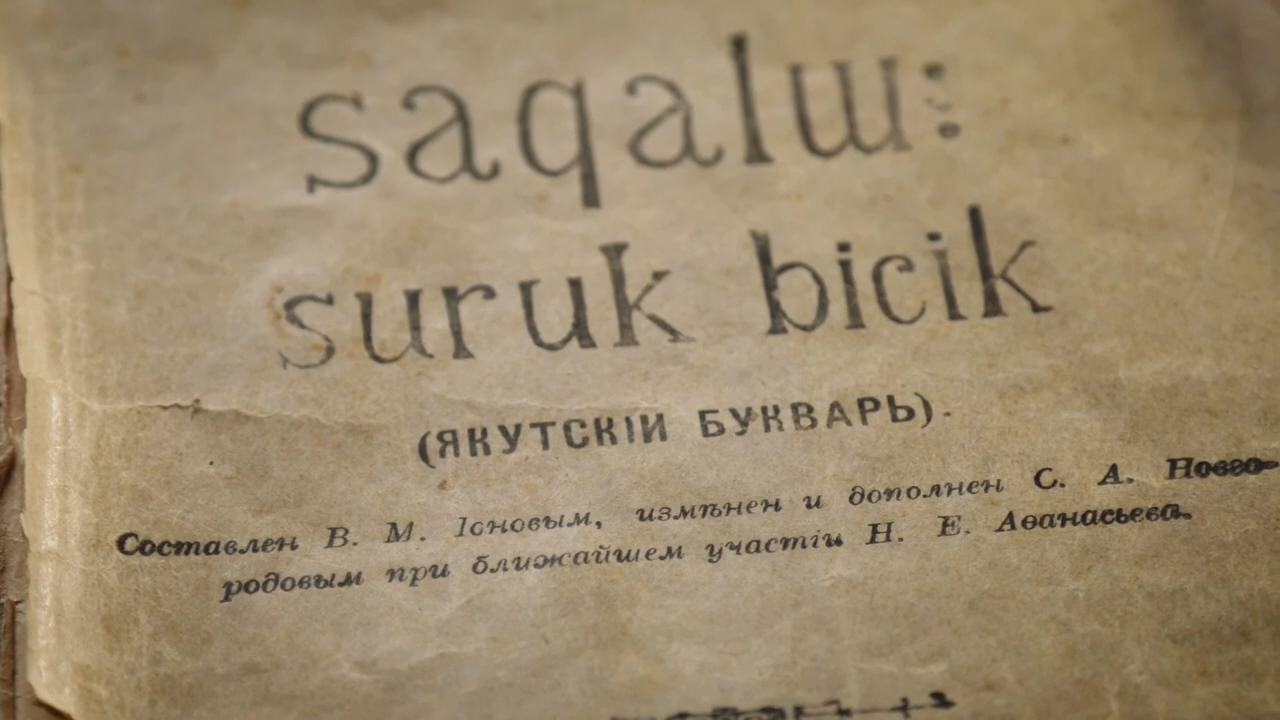 saqalɯ:
suruk bicik
(ЯКУТСКІЙ БУКВАРЬ).
Составлен В. М. Іоновым, измѣнен и дополнен С. А. Новго-
родовым при ближайшем участіи Н. Е. Аѳанасьева.